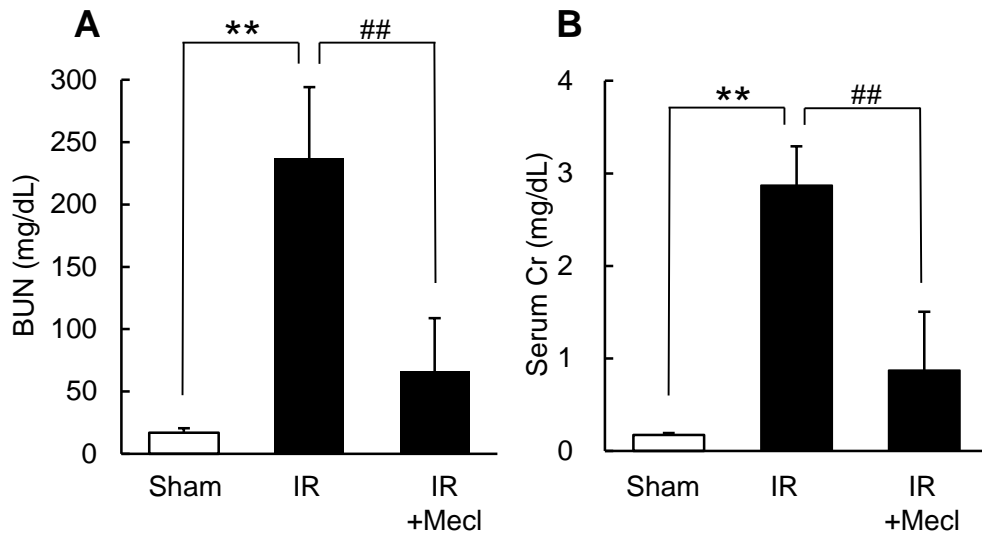 A
** ##
300
250
200
150
100
50
0
BUN (mg/dL)
Sham IR IR
+Mecl
B
** ##
4
3
2
1
0
Serum Cr (mg/dL)
Sham IR IR
+Mecl